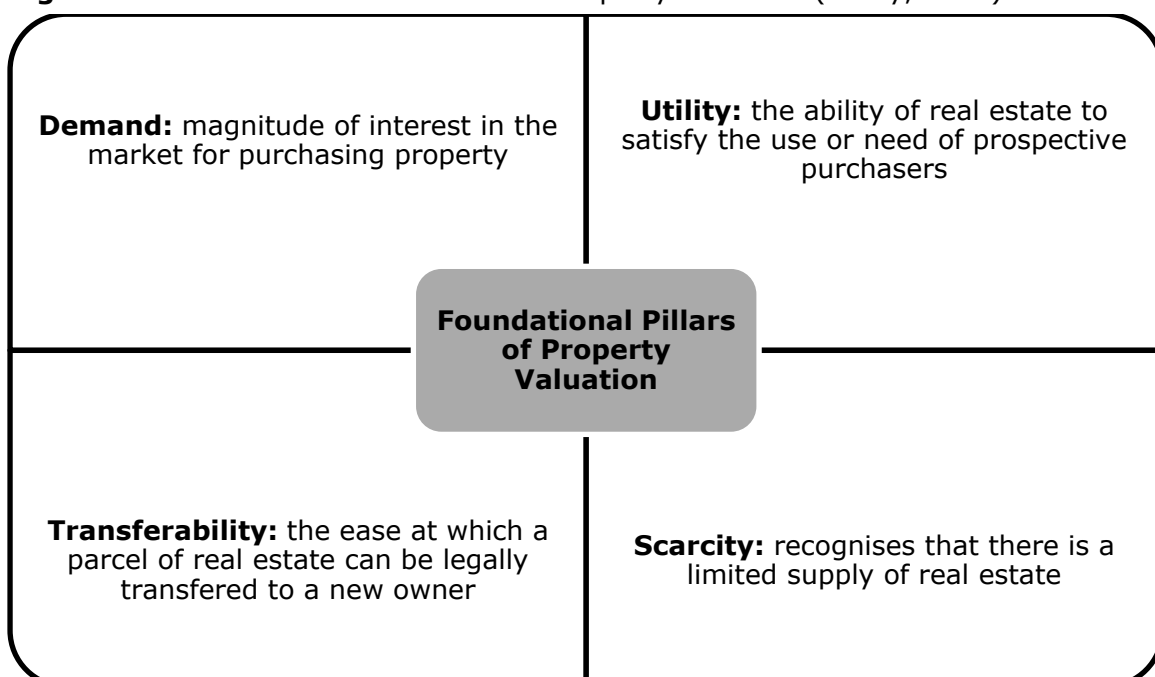 Demand: magnitude of interest in the
market for purchasing property
Utility: the ability of real estate to
satisfy the use or need of prospective
purchasers
Foundational Pillars
of Property
Valuation
Transferability: the ease at which a
parcel of real estate can be legally
transfered to a new owner
Scarcity: recognises that there is a
limited supply of real estate